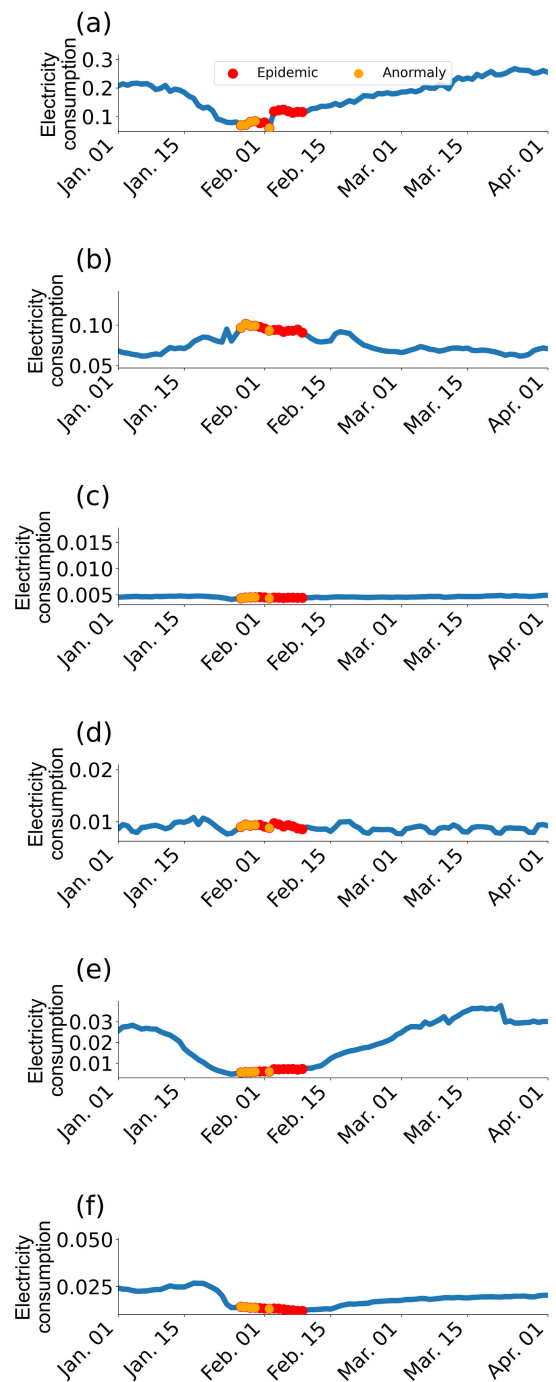 (a)
Electricity
consumption
0.3
0.2
0.1
Epidemic
Anormaly
Jan. 01
Jan. 15
Feb. 01
Feb. 15
Mar. 01
Mar. 15
Apr. 01
(b)
Electricity
consumption
0.10
0.05
Jan. 01
Jan. 15
Feb. 01
Feb. 15
Mar. 01
Mar. 15
Apr. 01
(c)
Electricity
consumption
0.015
0.010
0.005
Jan. 01
Jan. 15
Feb. 01
Feb. 15
Mar. 01
Mar. 15
Apr. 01
(d)
Electricity
consumption
0.02
0.01
Jan. 01
Jan. 15
Feb. 01
Feb. 15
Mar. 01
Mar. 15
Apr. 01
(e)
Electricity
consumption
0.03
0.02
0.01
Jan. 01
Jan. 15
Feb. 01
Feb. 15
Mar. 01
Mar. 15
Apr. 01
(f)
Electricity
consumption
0.050
0.025
Jan. 01
Jan. 15
Feb. 01
Feb. 15
Mar. 01
Mar. 15
Apr. 01